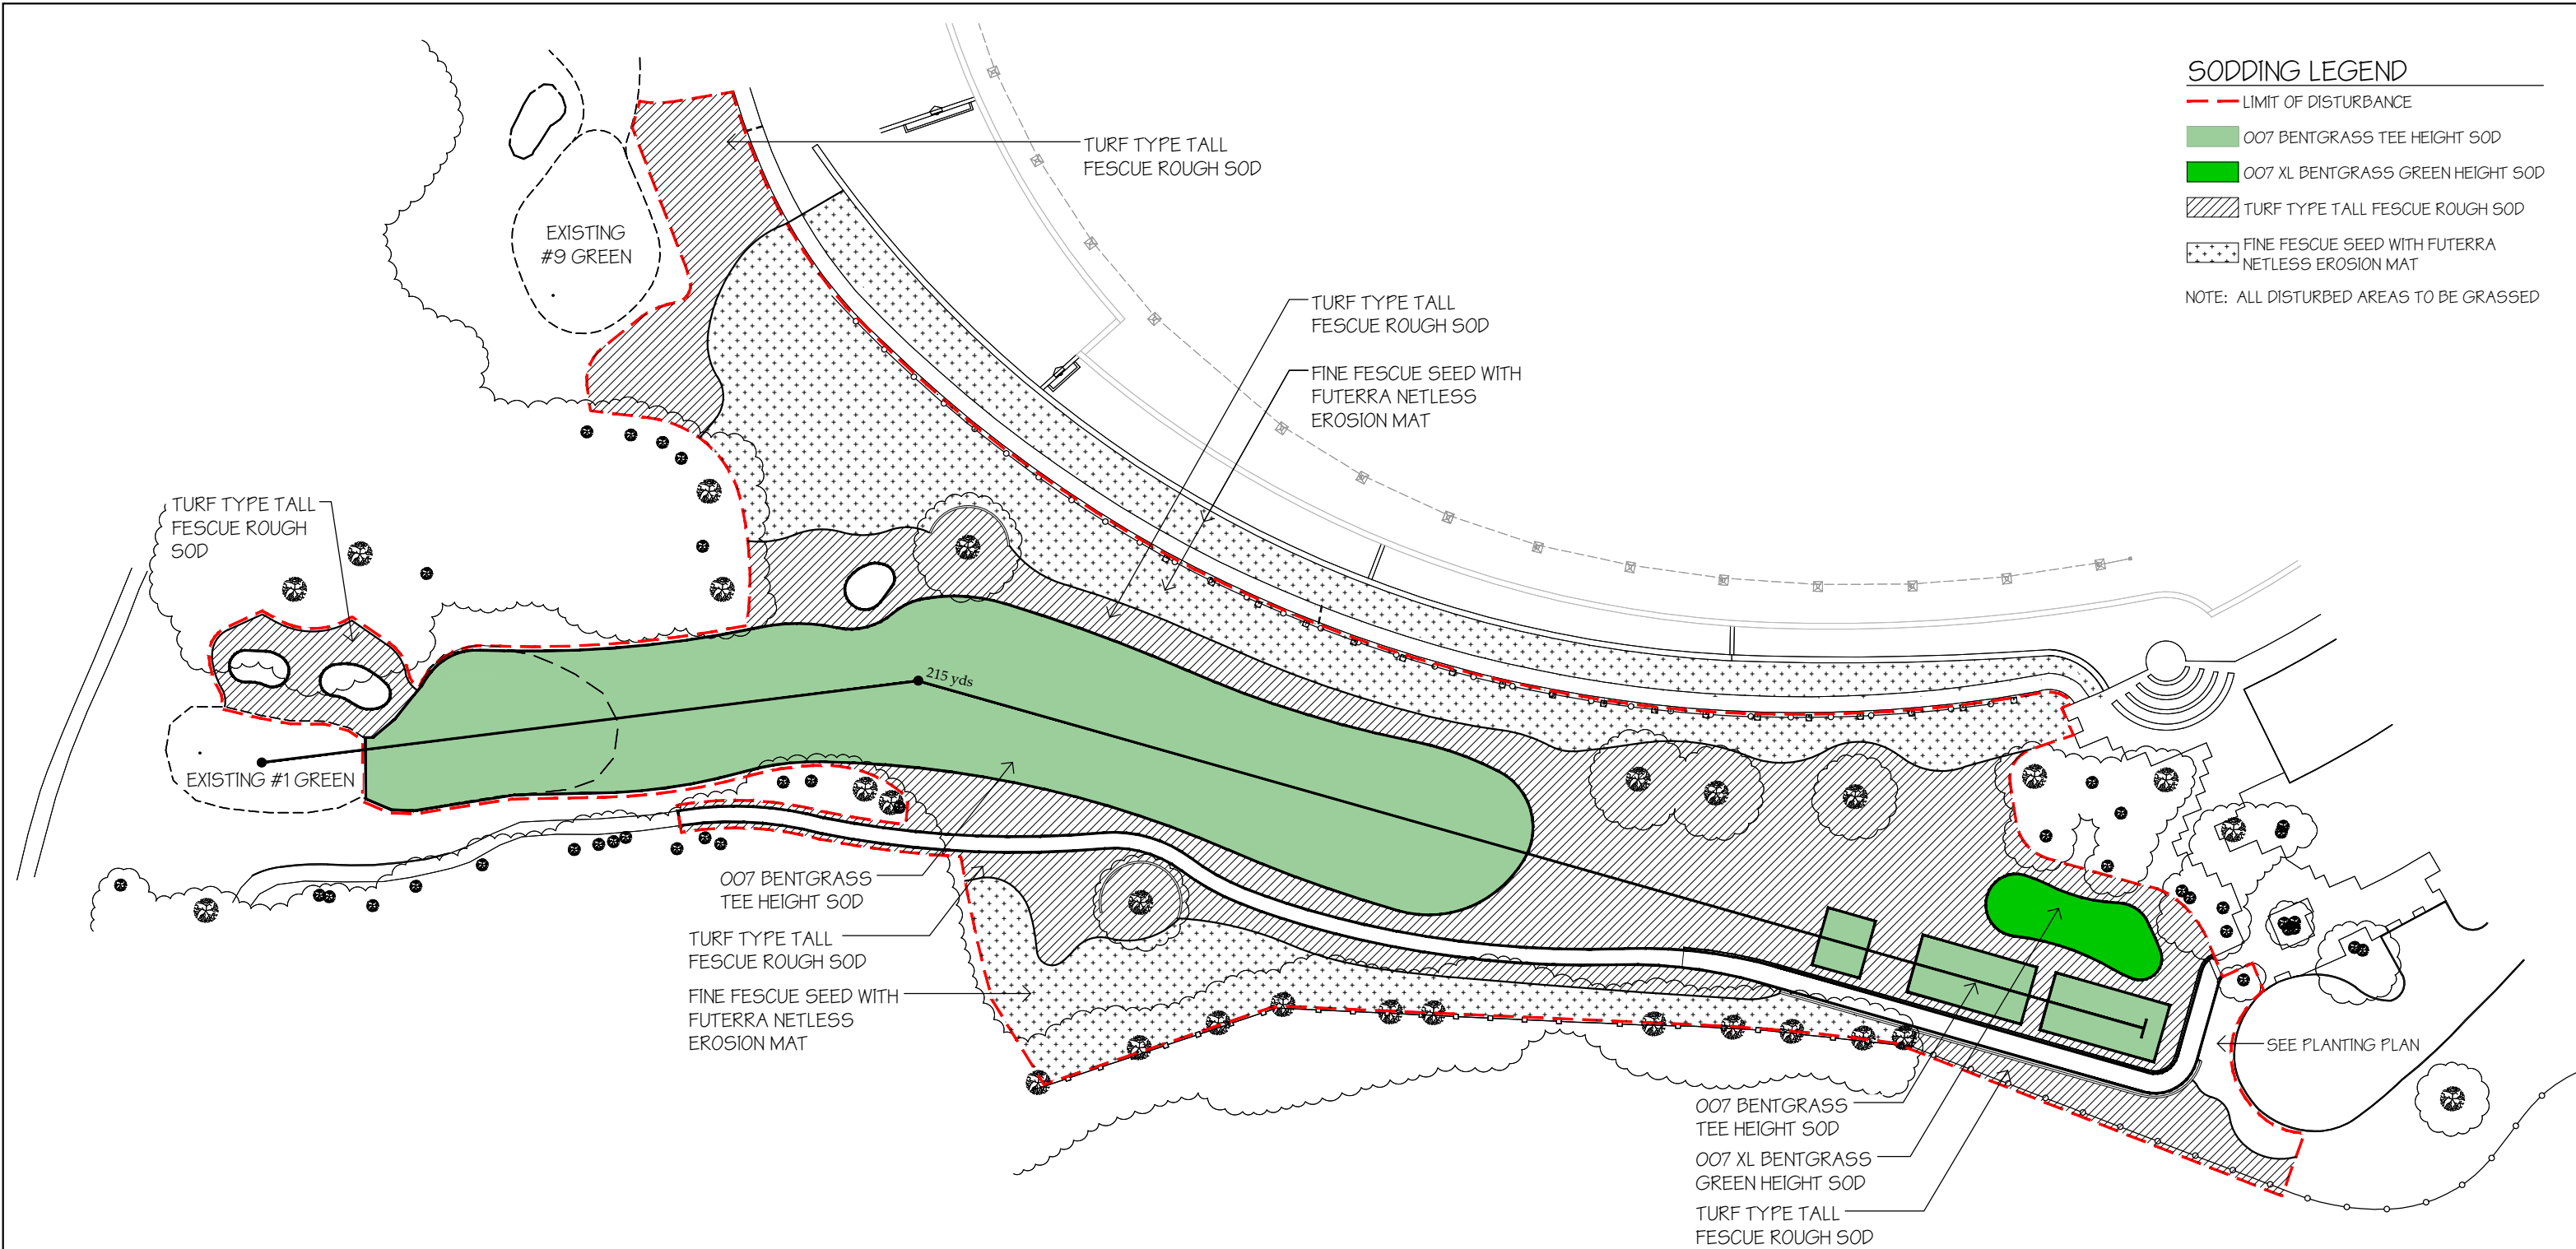 SODDING LEGEND
LIMIT OF DISTURBANCE
007 BENTGRASS TEE HEIGHT SOD
007 XL BENTGRASS GREEN HEIGHT SOD
TURF TYPE TALL FESCUE ROUGH SOD
FINE FESCUE SEED WITH FUTERRA
NETLESS EROSION MAT
NOTE: ALL DISTURBED AREAS TO BE GRASSED
TURF TYPE TALL
FESCUE ROUGH SOD
EXISTING
#9 GREEN
TURF TYPE TALL
FESCUE ROUGH SOD
FINE FESCUE SEED WITH
FUTERRA NETLESS
EROSION MAT
TURF TYPE TALL
FESCUE ROUGH
SOD
215 yds
EXISTING #1 GREEN
007 BENTGRASS
TEE HEIGHT SOD
TURF TYPE TALL
FESCUE ROUGH SOD
FINE FESCUE SEED WITH
FUTERRA NETLESS
EROSION MAT
SEE PLANTING PLAN
007 BENTGRASS
TEE HEIGHT SOD
007 XL BENTGRASS
GREEN HEIGHT SOD
TURF TYPE TALL
FESCUE ROUGH SOD